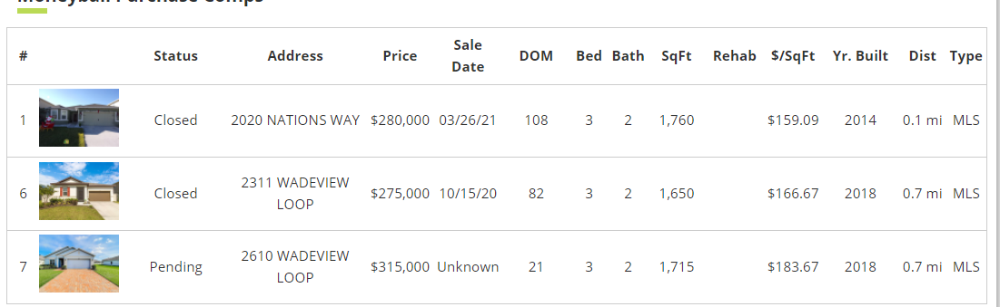 Moneyball Purchase Comps
# Status Address Price Sale Date DOM Bed Bath SqFt Rehab $/SqFt Yr. Built Dist Type
1 Closed 2020 NATIONS WAY $280,000 03/26/21 108 3 2 1,760 $159.09 2014 0.1 mi MLS
6 Closed 2311 WADEVIEW LOOP $275,000 10/15/20 82 3 2 1,650 $166.67 2018 0.7 mi MLS
7 Pending 2610 WADEVIEW LOOP $315,000 Unknown 21 3 2 1,715 $183.67 2018 0.7 mi MLS